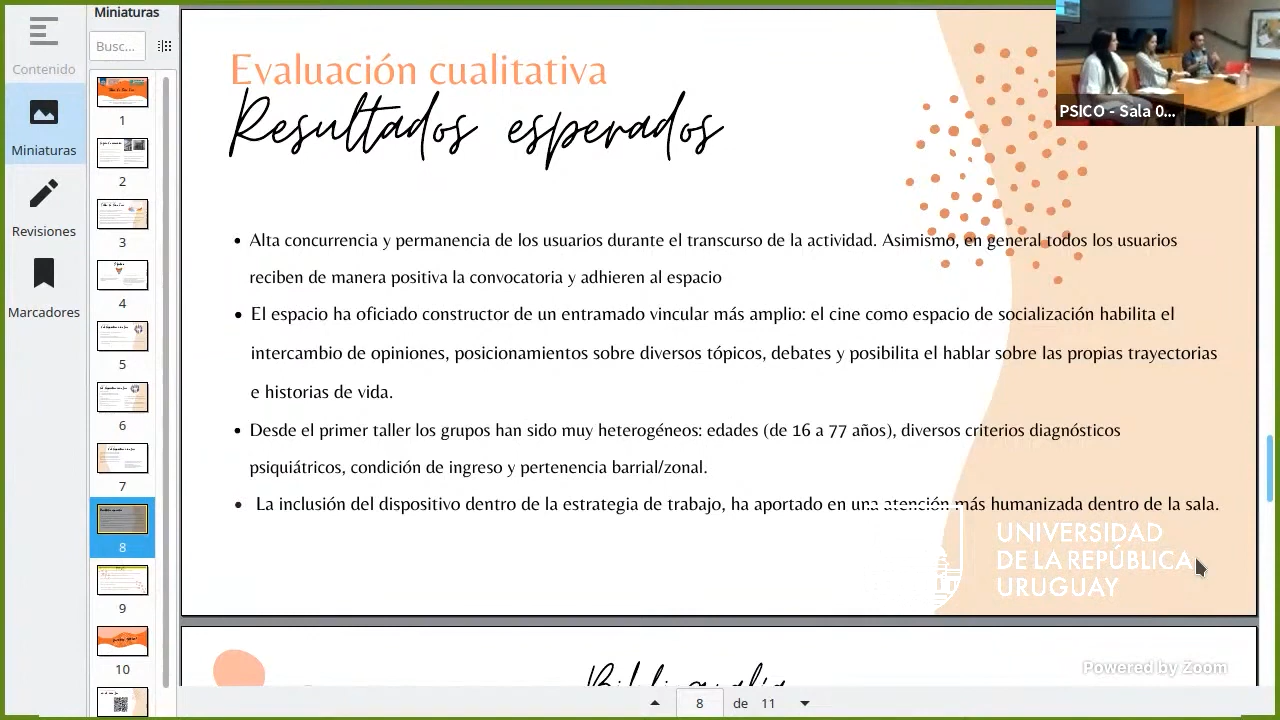 Miniaturas
Busc...
Contenido
Miniaturas
Revisiones
Marcadores
1
2
3
4
5
6
7
8
9
10
Evaluación cualitativa
Resultados esperados
Alta concurrencia y permanencia de los usuarios durante el transcurso de la actividad. Asimismo, en general todos los usuarios
reciben de manera positiva la convocatoria y adhieren al espacio
El espacio ha oficiado constructor de un entramado vincular más amplio: el cine como espacio de socialización habilita el
intercambio de opiniones, posicionamientos sobre diversos tópicos, debates y posibilita el hablar sobre las propias trayectorias
e historias de vida.
Desde el primer taller los grupos han sido muy heterogéneos: edades (de 16 a 77 años), diversos criterios diagnósticos
psiquiátricos, condición de ingreso y pertenencia barrial/zonal.
La inclusión del dispositivo dentro de la estrategia de trabajo, ha aportado en una atención más humanizada dentro de la sala.
UNIVERSIDAD
DE LA REPÚBLICA
URUGUAY
PSICO - Sala 0...
Powered by Zoom
8 de 11